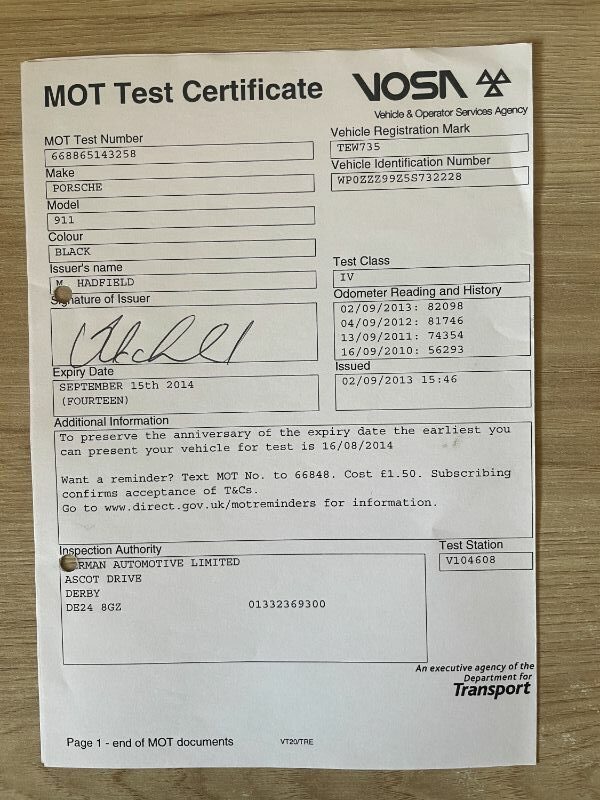 MOT Test Certificate
VOSA
Vehicle & Operator Services Agency
MOT Test Number
668865143258
Vehicle Registration Mark
TEW735
Make
PORSCHE
Vehicle Identification Number
WP0ZZZ99Z5S732228
Model
911
Colour
BLACK
Issuer's name
M HADFIELD
Test Class
IV
Signature of Issuer
Odometer Reading and History
02/09/2013: 82098
04/09/2012: 81746
13/09/2011: 74354
16/09/2010: 56293
Expiry Date
SEPTEMBER 15th 2014
(FOURTEEN)
Issued
02/09/2013 15:46
Additional Information
To preserve the anniversary of the expiry date the earliest you
can present your vehicle for test is 16/08/2014
Want a reminder? Text MOT No. to 66848. Cost £1.50. Subscribing
confirms acceptance of T&Cs.
Go to www.direct.gov.uk/motreminders for information.
Inspection Authority
AUTOMOTIVE LIMITED
ASCOT DRIVE
DERBY
DE24 8GZ 01332369300
Test Station
V104608
An executive agency of the
Department for
Transport
Page 1 - end of MOT documents
VT20/TRE